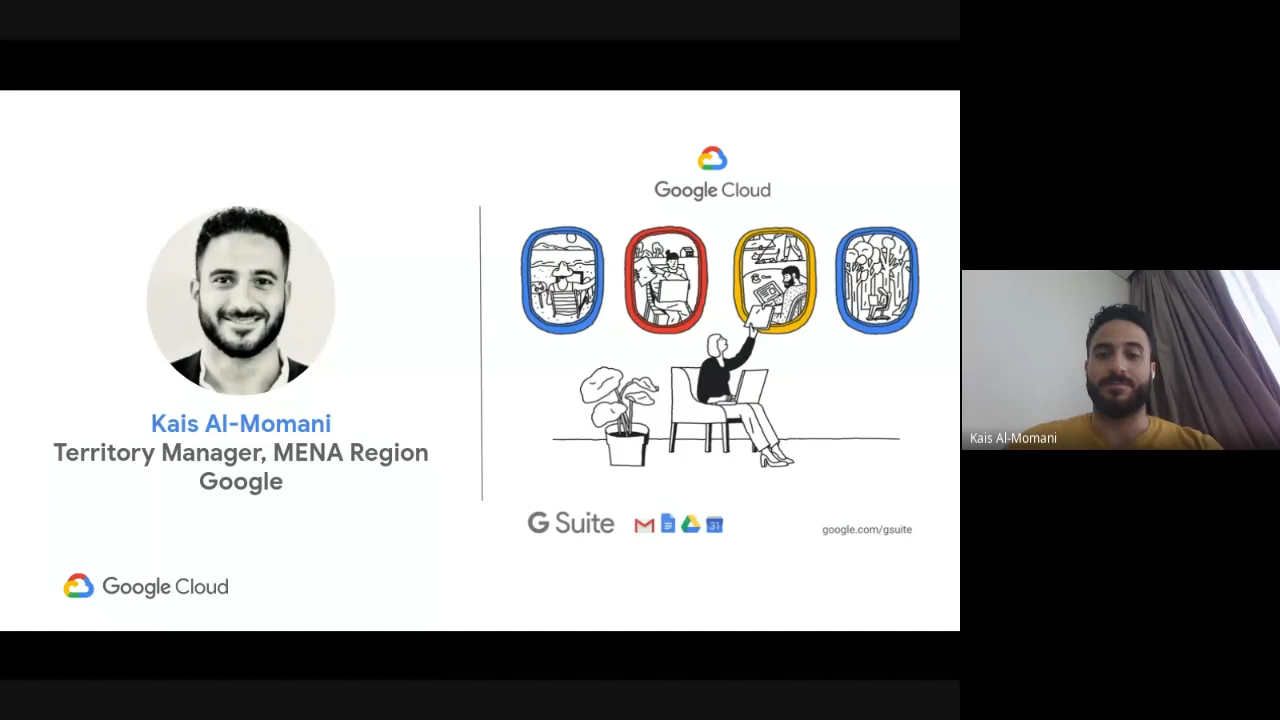 Kais Al-Momani
Territory Manager, MENA Region
Google
Google Cloud
Google Cloud
G Suite
31
google.com/gsuite
Kais Al-Momani